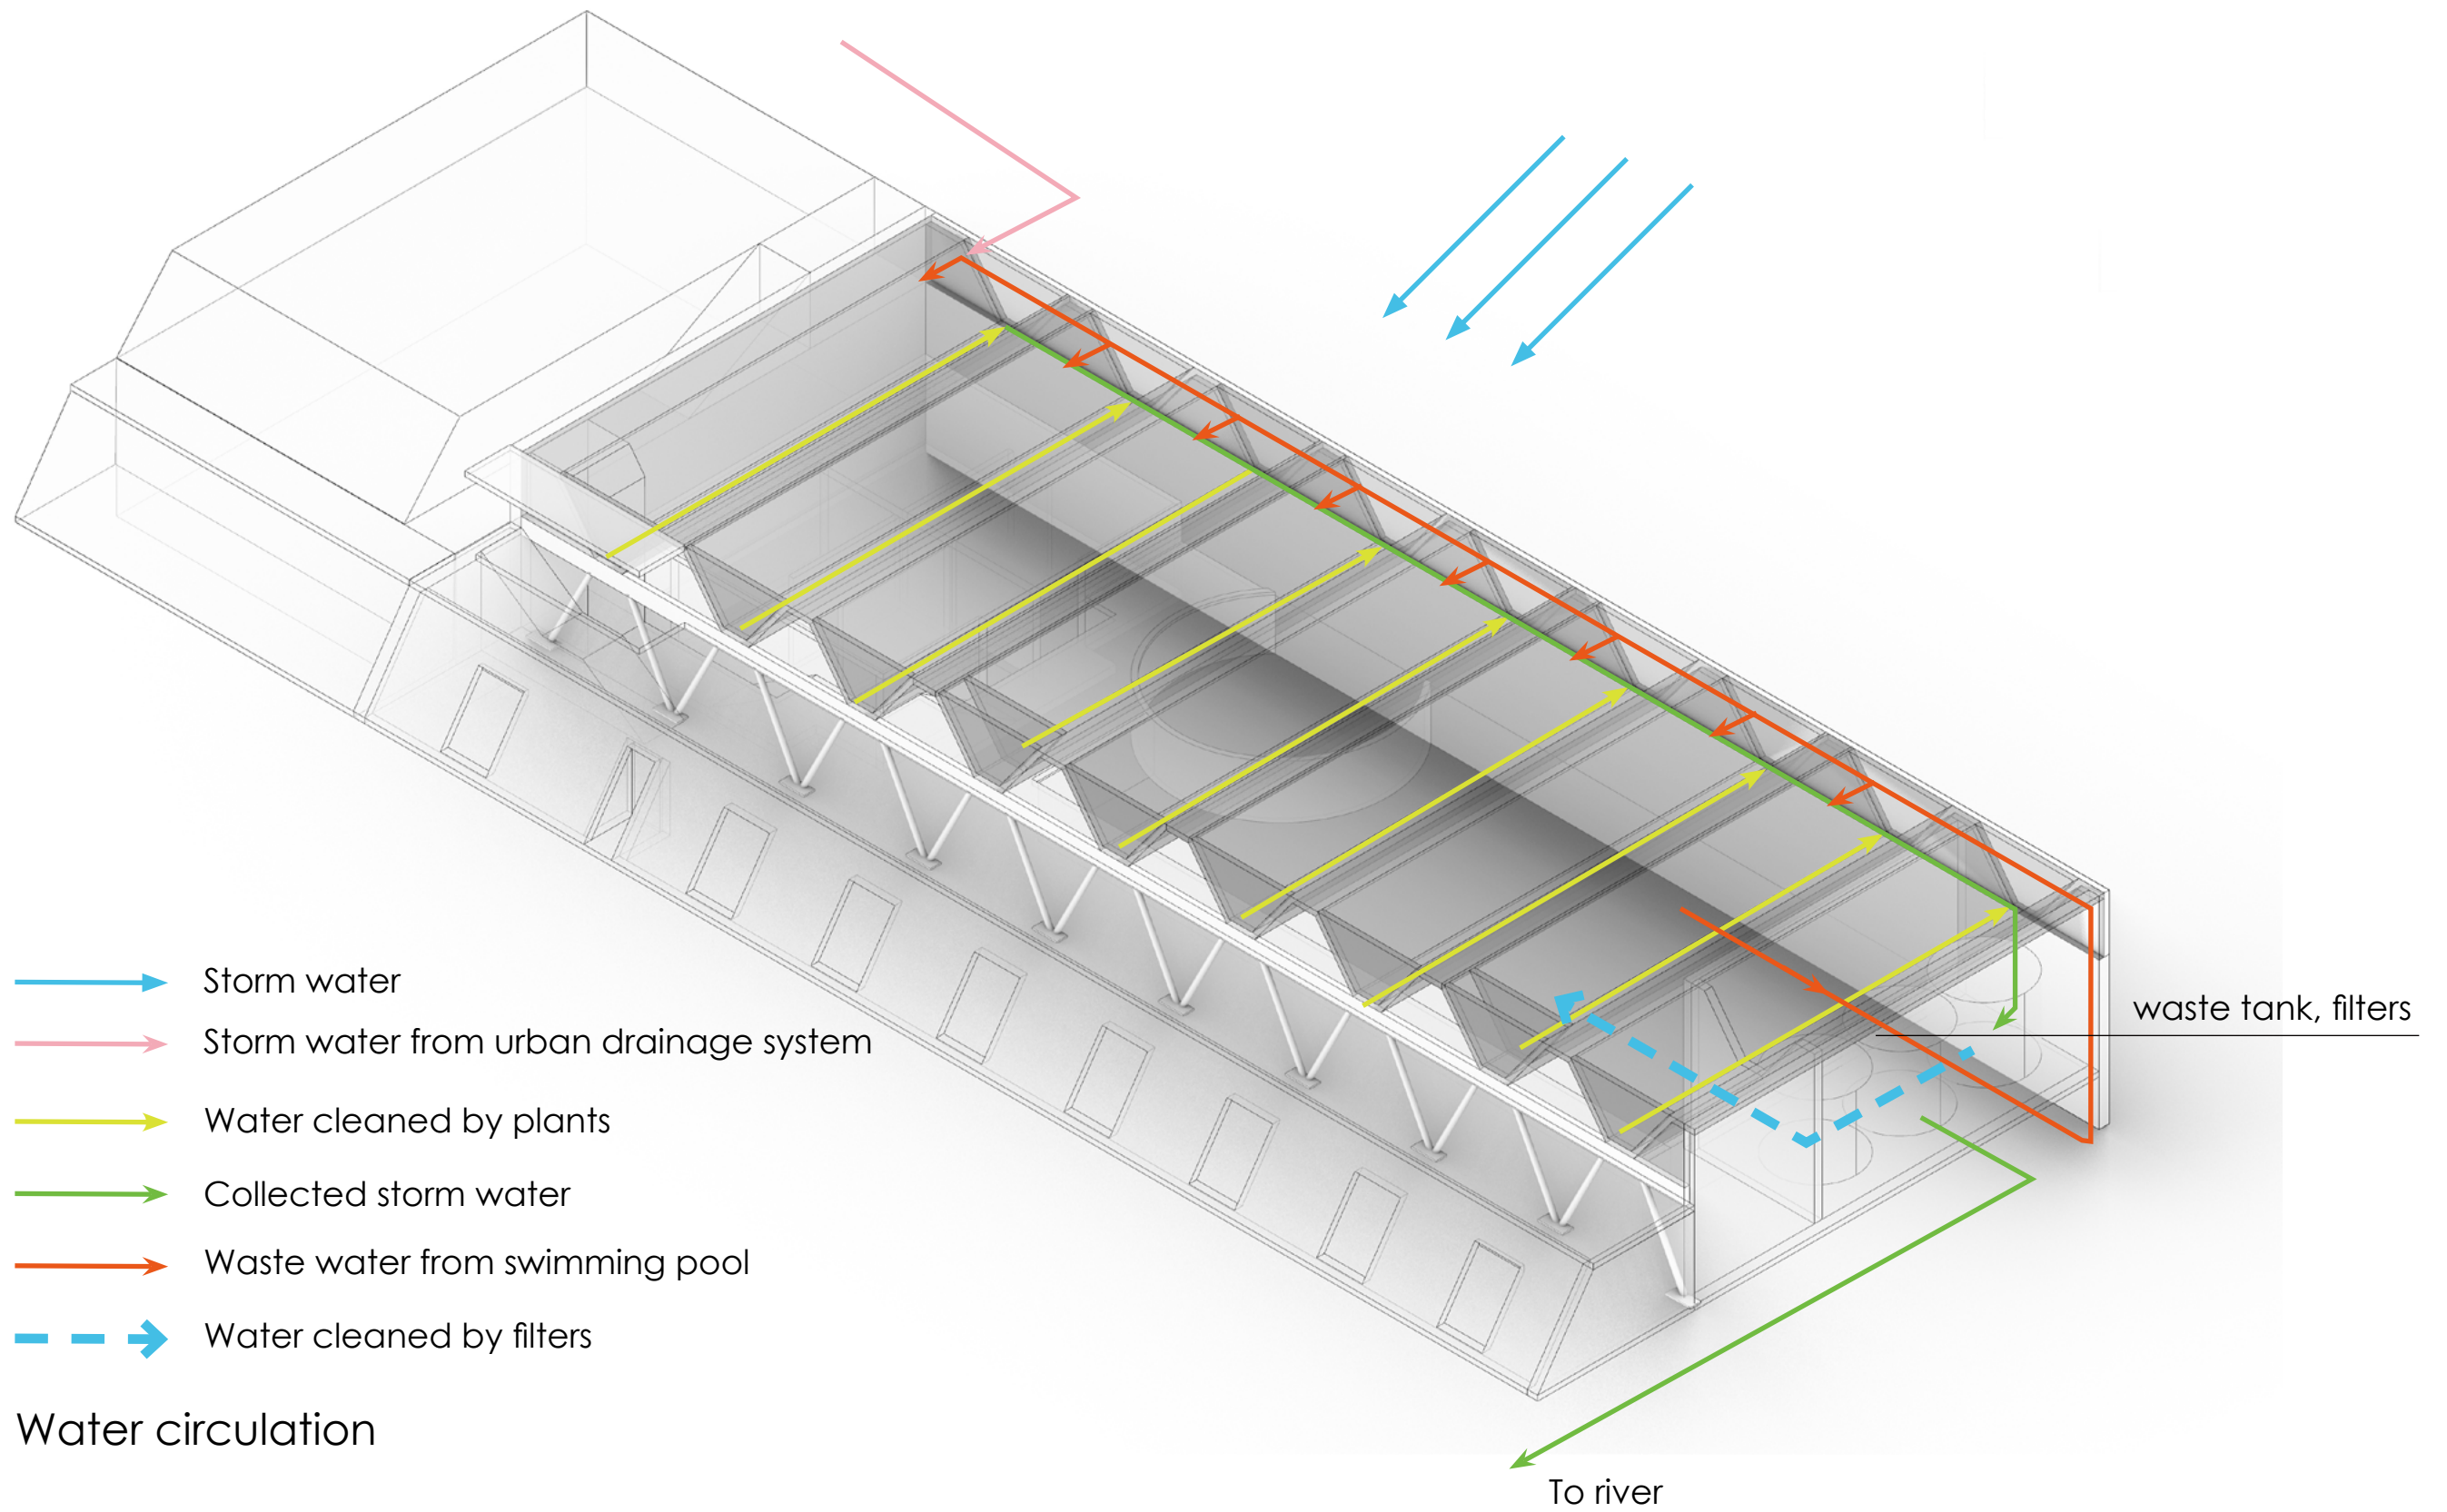 Storm water
Storm water from urban drainage system
Water cleaned by plants
Collected storm water
Waste water from swimming pool
Water cleaned by filters
Water circulation
waste tank, filters
To river